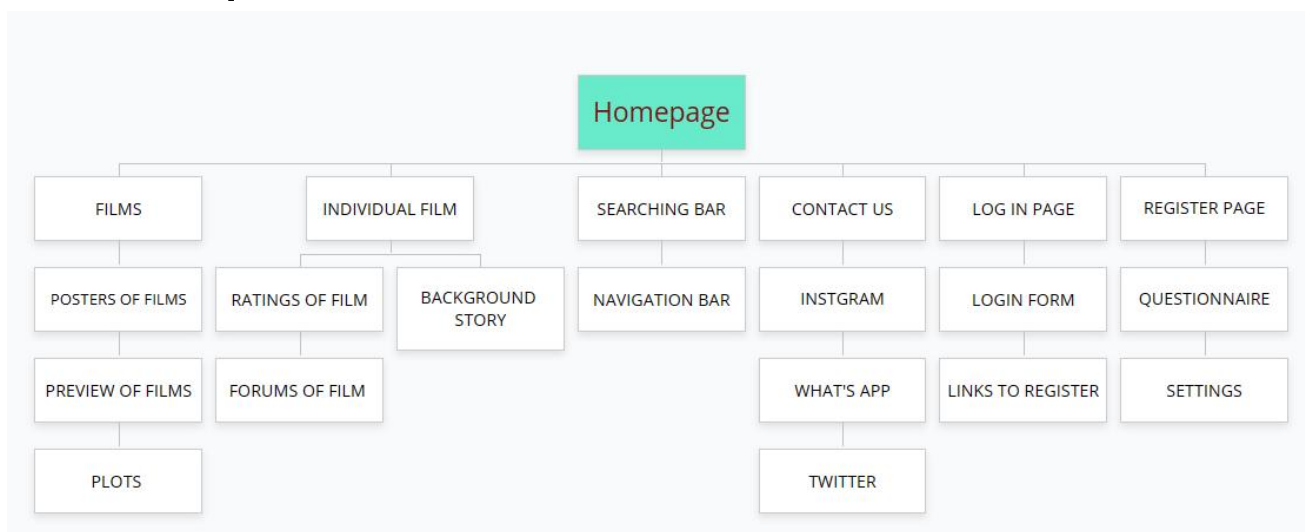 Homepage
FILMS
INDIVIDUAL FILM
SEARCHING BAR
CONTACT US
LOG IN PAGE
REGISTER PAGE
POSTERS OF FILMS
RATINGS OF FILM
BACKGROUND
STORY
NAVIGATION BAR
INSTGRAM
LOGIN FORM
QUESTIONNAIRE
PREVIEW OF FILMS
FORUMS OF FILM
WHAT'S APP
LINKS TO REGISTER
SETTINGS
PLOTS
TWITTER